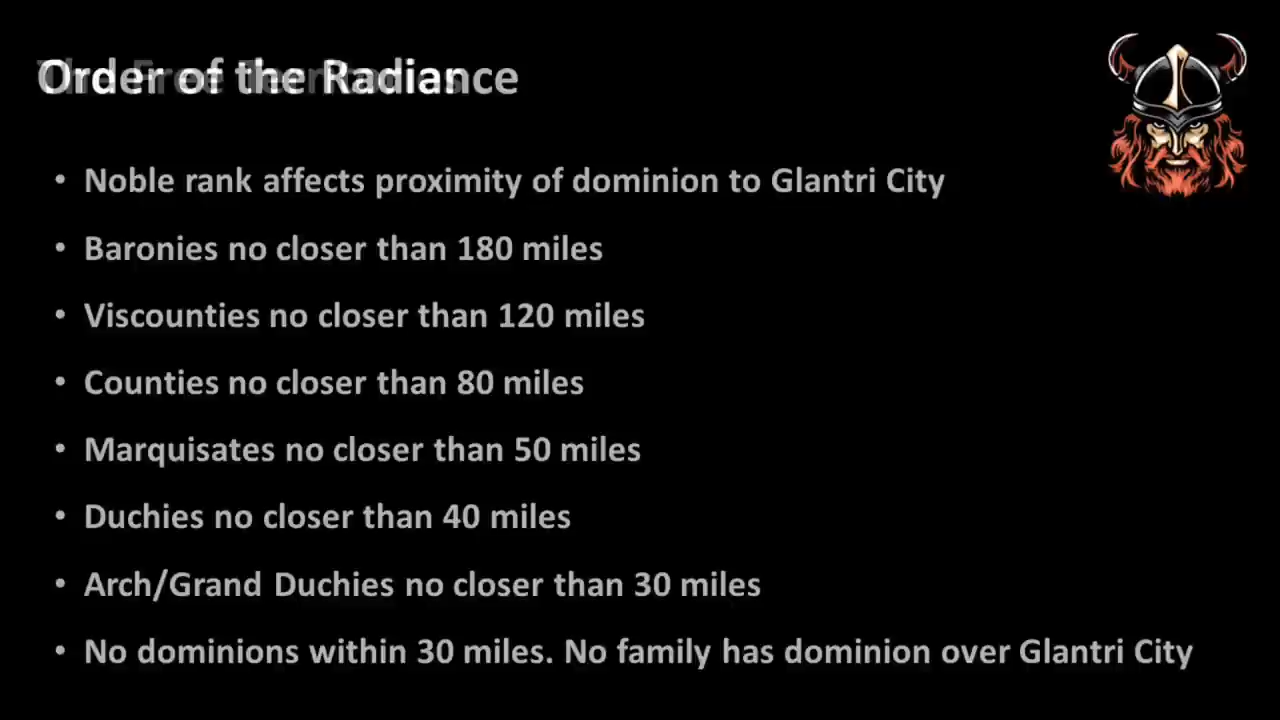 Order of the Radiance
• Noble rank affects proximity of dominion to Glantri City
• Baronies no closer than 180 miles
• Viscounties no closer than 120 miles
• Counties no closer than 80 miles
• Marquisates no closer than 50 miles
• Duchies no closer than 40 miles
• Arch/Grand Duchies no closer than 30 miles
• No dominions within 30 miles. No family has dominion over Glantri City